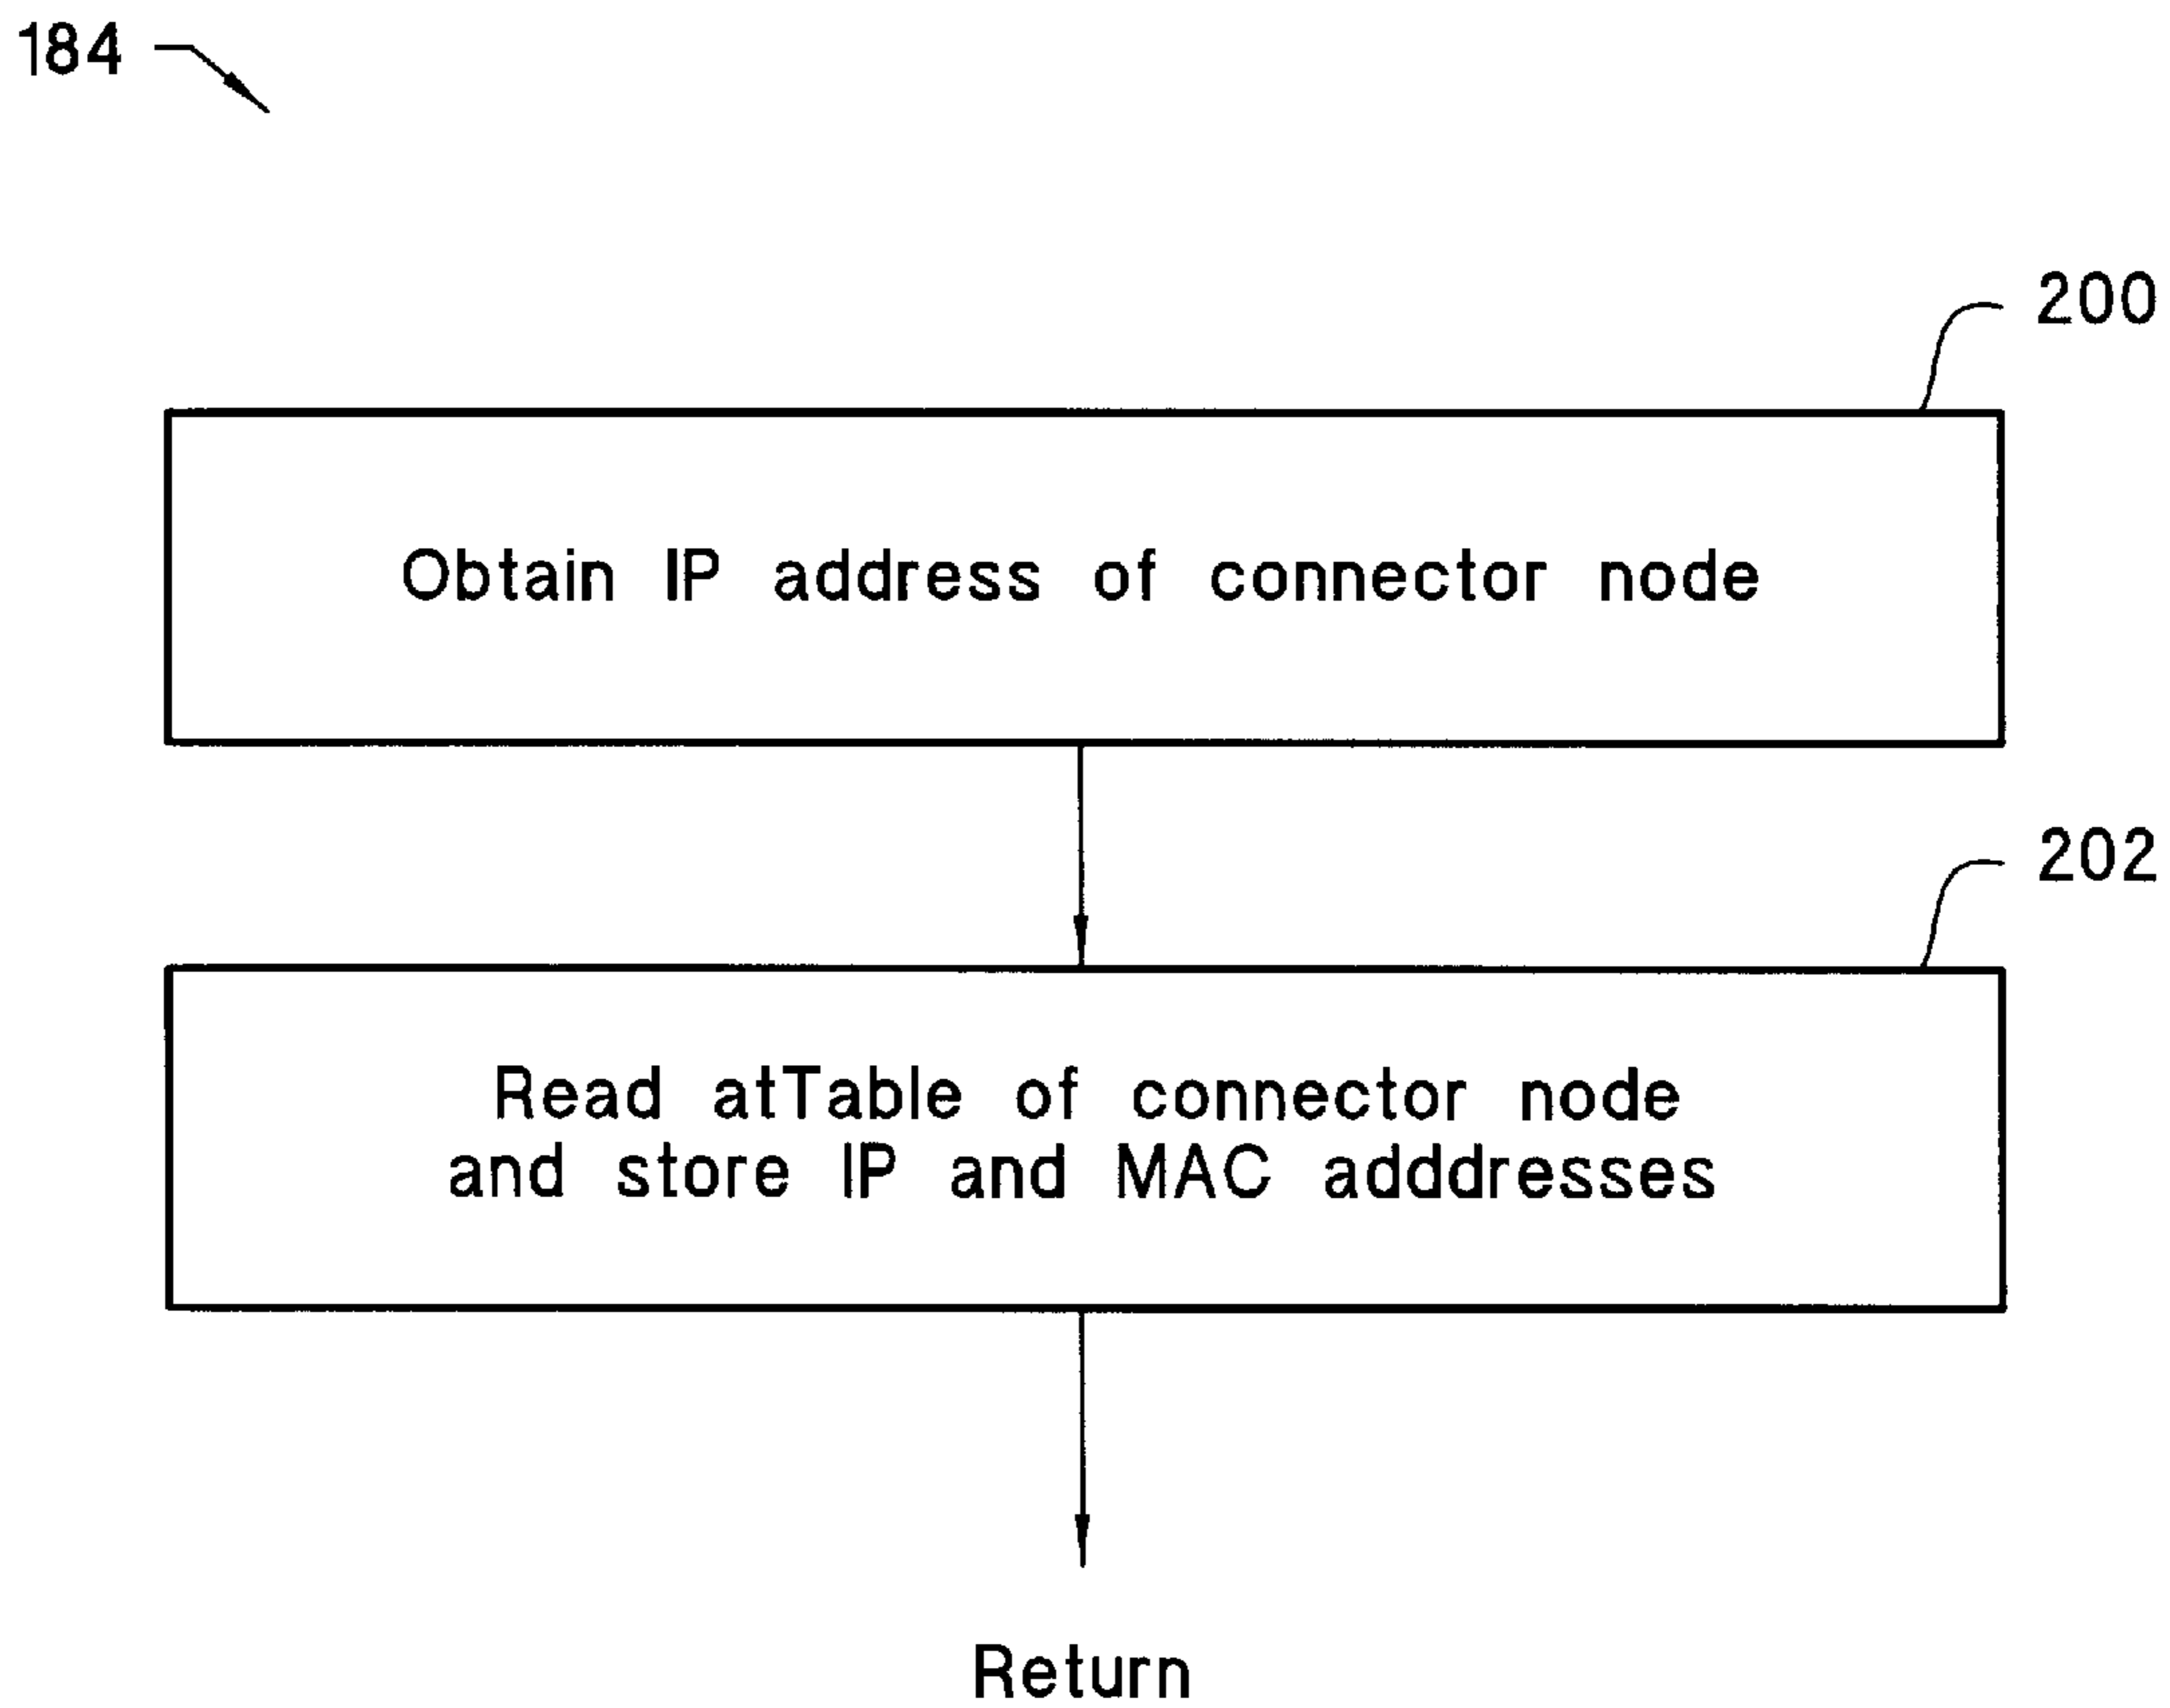 184
200
Obtain IP address of connector node
202
Read atTable of connector node
and store IP and MAC adddresses
Return